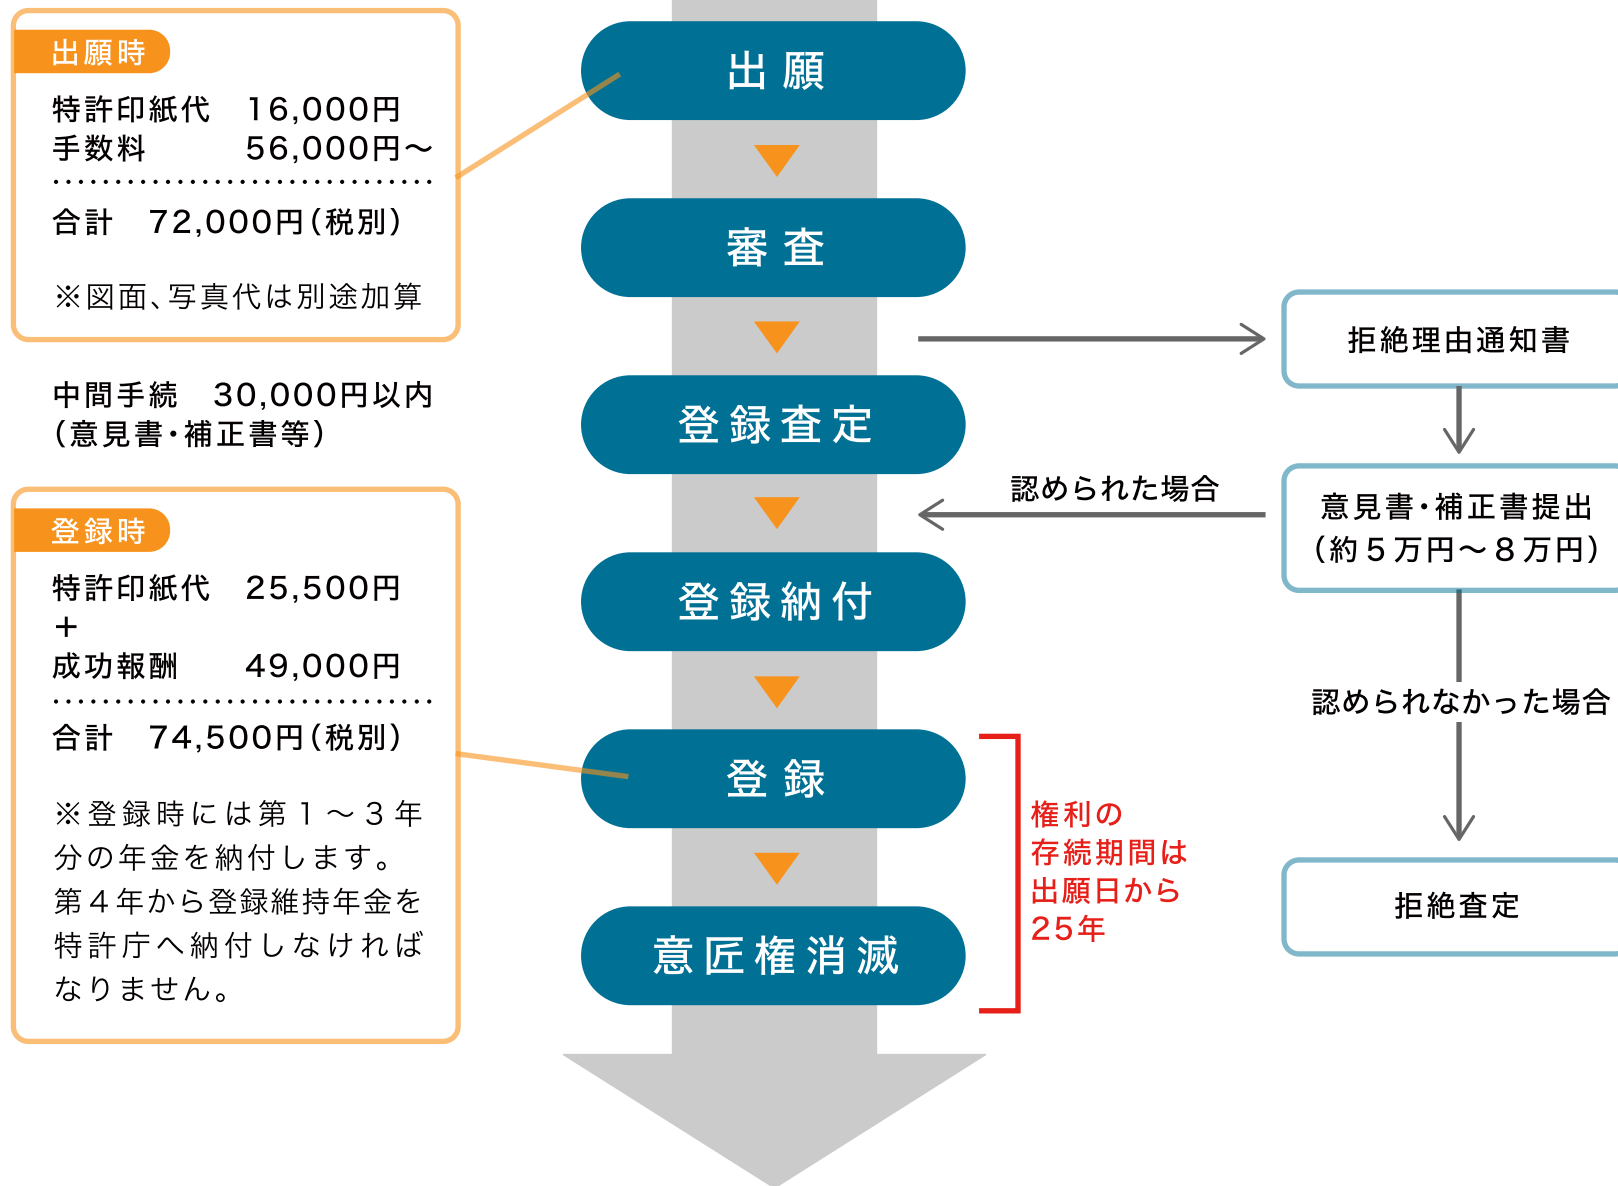 出願時
特許印紙代　16,000円
手数料　56,000円～
合計　72,000円(税別)
※図面、写真代は別途加算
中間手続　30,000円以内
(意見書・補正書等)
登録時
特許印紙代　25,500円
+
成功報酬　49,000円
合計　74,500円(税別)
※登録時には第1～3年
分の年金を納付します。
第4年から登録維持年金を
特許庁へ納付しなければ
なりません。
出願
審査
登録査定
登録納付
登録
意匠権消滅
権利の
存続期間は
出願日から
25年
拒絶理由通知書
意見書・補正書提出
(約5万円～8万円)
認められた場合
認められなかった場合
拒絶査定